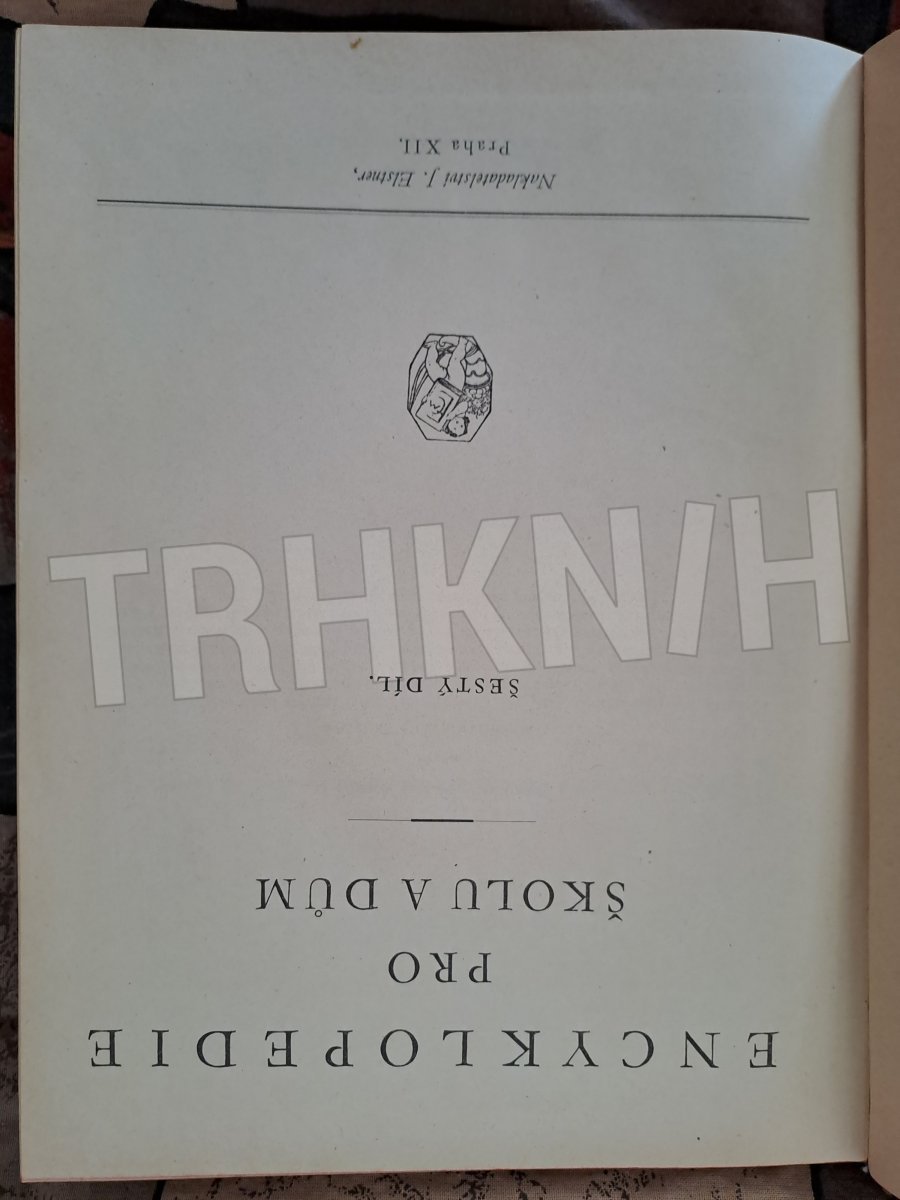 ENCYKLOPEDIE
PRO
ŠKOLU A DŮM
ŠESTÝ DÍL.
Nakladatelství J. Elstner,
Praha XII.
TRHKNIH